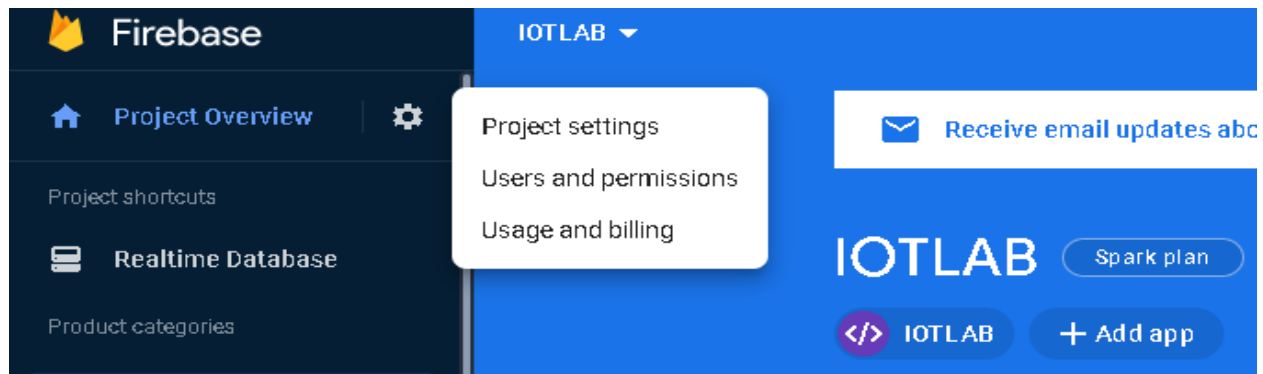 Firebase
IOTLAB
Project Overview
Project settings
Users and permissions
Usage and billing
Project shortcuts
Realtime Database
Product categories
Receive email updates abo
IOTLAB
Spark plan
</> IOTLAB
+ Add app